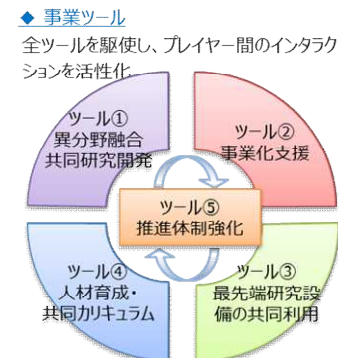 ◆ 事業ツール
全ツールを駆使し、プレイヤー間のインタラク
ションを活性化
ツール①
異分野融合
共同研究開発
ツール②
事業化支援
ツール⑤
推進体制強化
ツール④
人材育成・
共同カリキュラム
ツール③
最先端研究設
備の共同利用